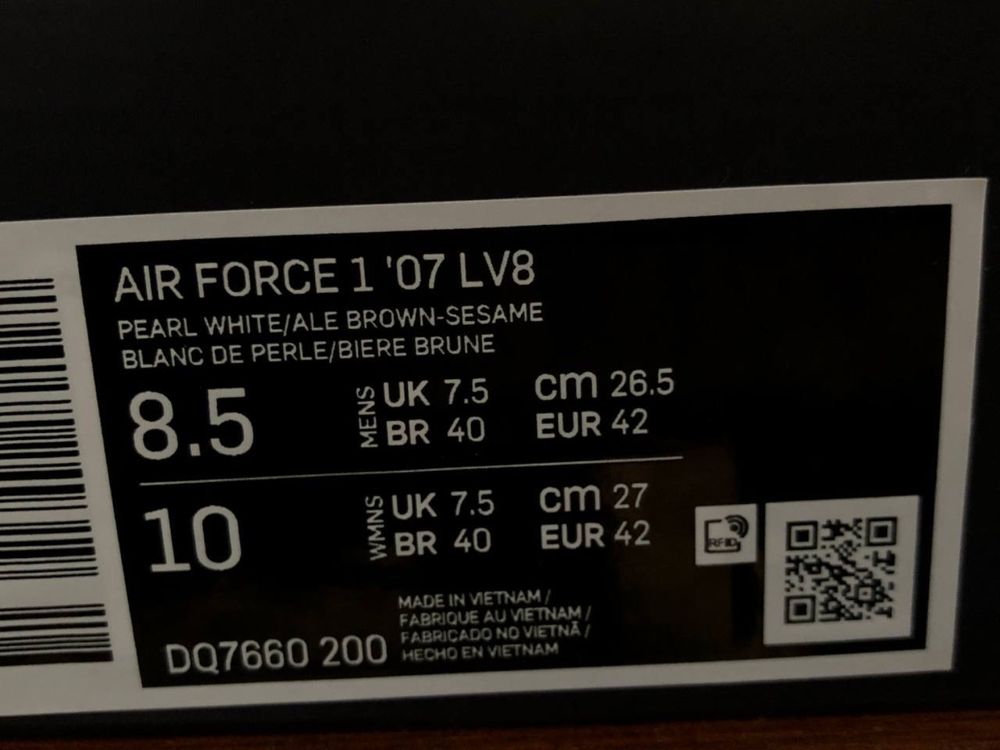 AIR FORCE 1 '07 LV8
PEARL WHITE/ALE BROWN-SESAME
BLANC DE PERLE/BIERE BRUNE
8.5 MENS UK 7.5 cm 26.5
BR 40 EUR 42
10 WMNS UK 7.5 cm 27
BR 40 EUR 42
RFID
MADE IN VIETNAM /
FABRIQUE AU VIETNAM /
FABRICADO NO VIETNÃ /
HECHO EN VIETNAM
DQ7660 200